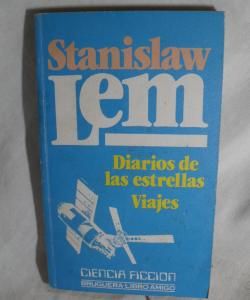 Stanislaw
Lem
Diarios de
las estrellas
Viajes
CIENCIA FICCION
BRUGUERA-LIBRO AMIGO